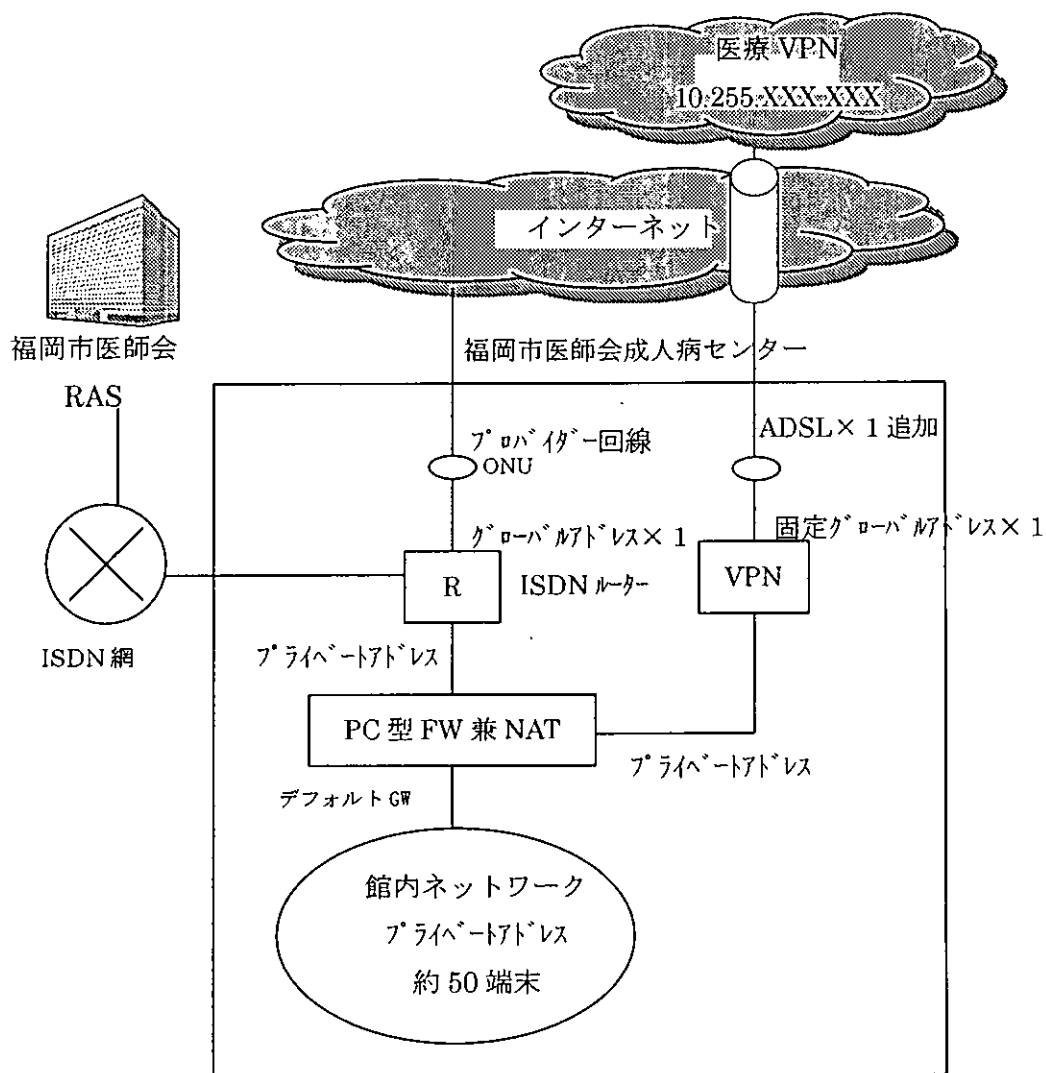 医療 VPN
10.255.XXX.XXX
インターネット
福岡市医師会
福岡市医師会成人病センター
RAS
プロバイダー回線
ONU
ADSL×1 追加
グローバルアドレス×1
固定グローバルアドレス×1
R
ISDN ルーター
VPN
ISDN 網
プライベートアドレス
PC 型 FW 兼 NAT
プライベートアドレス
デフォルト GW
館内ネットワーク
プライベートアドレス
約 50 端末